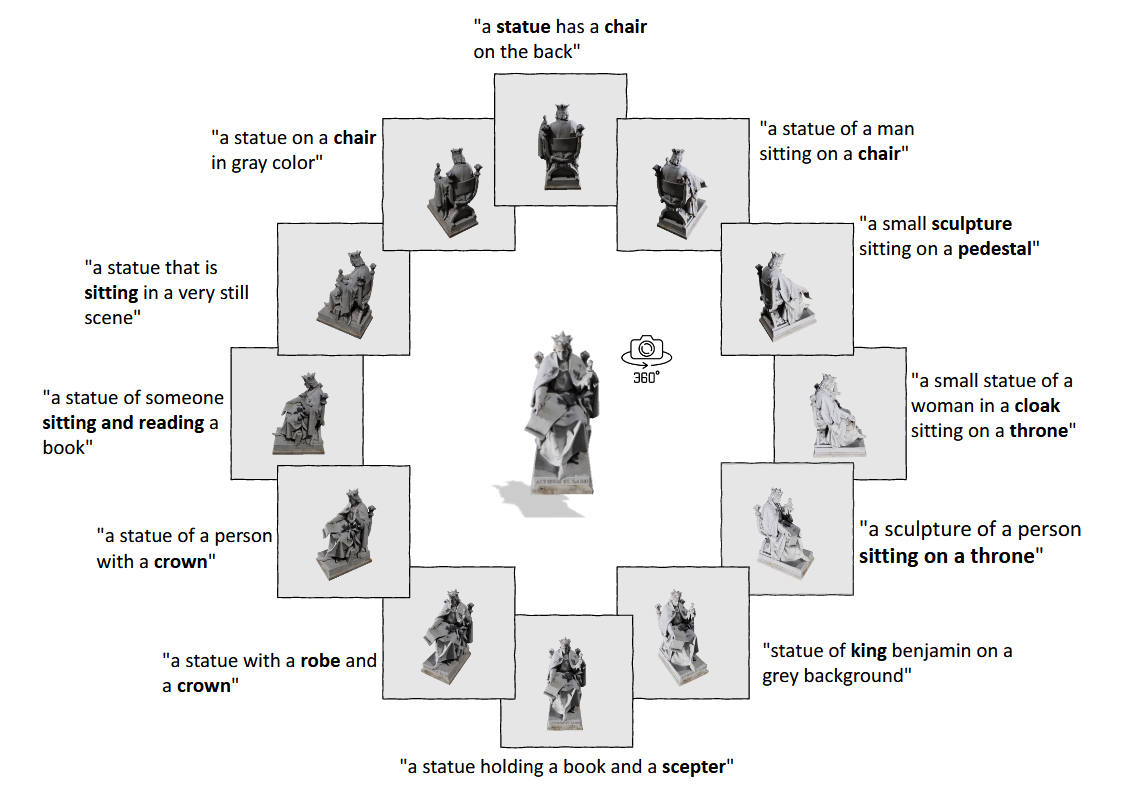 "a statue has a chair
on the back"
"a statue on a chair
in gray color"
"a statue of a man
sitting on a chair"
"a small sculpture
sitting on a pedestal"
"a statue that is
sitting in a very still
scene"
360°
"a small statue of a
woman in a cloak
sitting on a throne"
"a statue of someone
sitting and reading a
book"
"a sculpture of a person
sitting on a throne"
"a statue of a person
with a crown"
"statue of king benjamin on a
grey background"
"a statue with a robe and
a crown"
"a statue holding a book and a scepter"